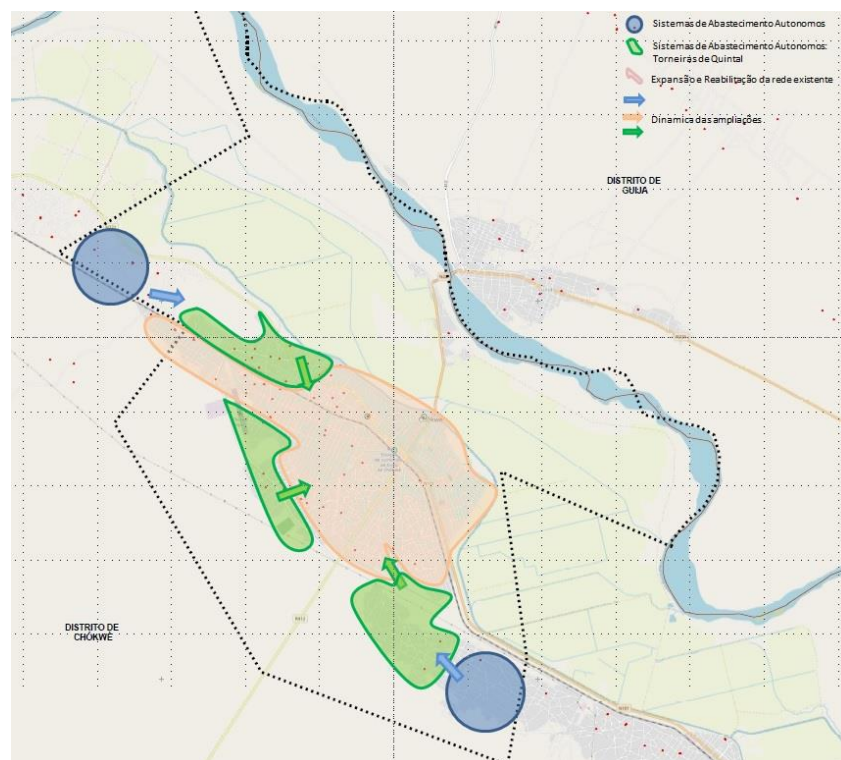 Sistemas de Abastecimento Autonomos
Sistemas de Abastecimento Autonomos:
Torneiras de Quintal
Expansão e Reabilitação da rede existente
Dinamica das ampliações
DISTRITO DE
GUIJA
DISTRITO DE
CHÓKWÈ